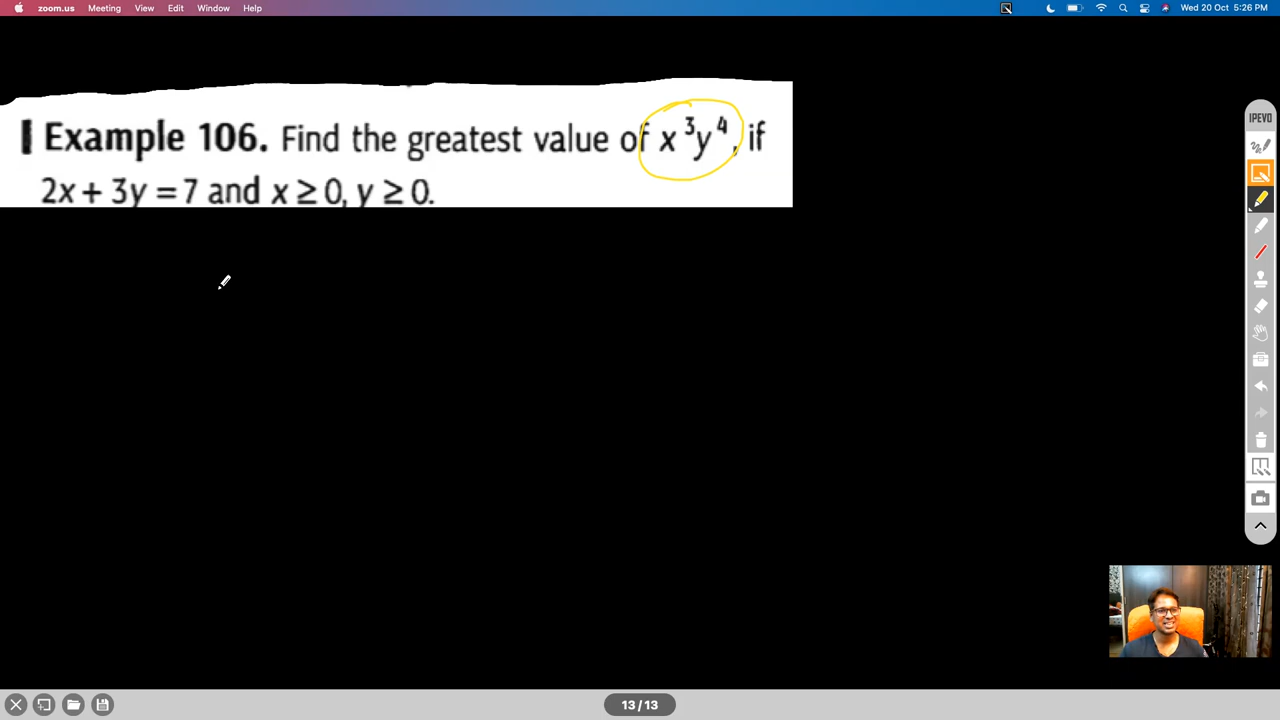 zoom.us Meeting View Edit Window Help Wed 20 Oct 5:26 PM
IPEVO
Example 106. Find the greatest value of x³y⁴, if
2x + 3y = 7 and x ≥ 0, y ≥ 0.
13/13